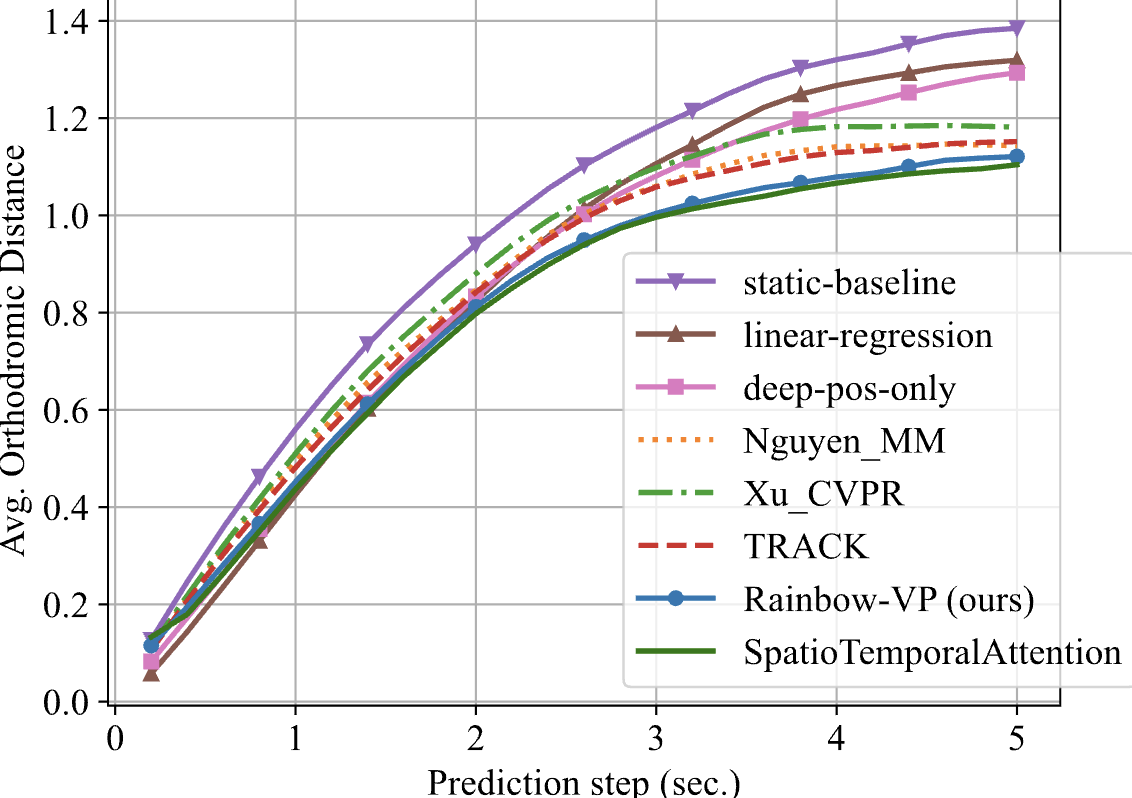 1.4
1.2
1.0
0.8
0.6
0.4
0.2
0.0
Avg. Orthodromic Distance
static-baseline
linear-regression
deep-pos-only
Nguyen_MM
Xu_CVPR
TRACK
Rainbow-VP (ours)
SpatioTemporalAttention
0 1 2 3 4 5
Prediction step (sec.)